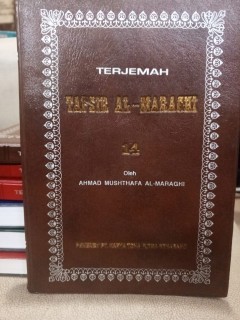 TERJEMAH
TAFSIR AL-MARAGHI
14
Oleh
AHMAD MUSHTHAFA AL-MARAGHI